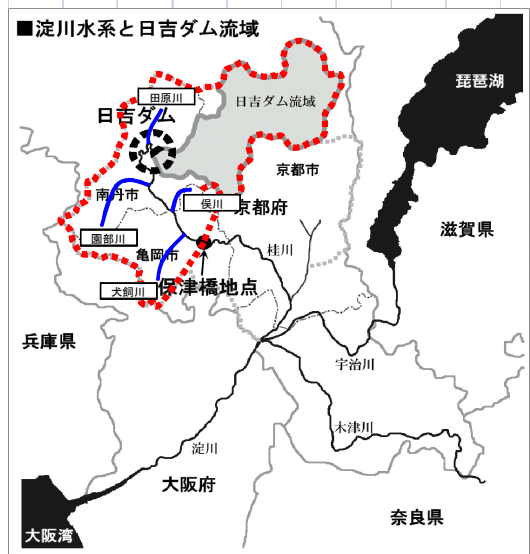 ■淀川水系と日吉ダム流域
琵琶湖
田原川
日吉ダム流域
日吉ダム
京都市
南丹市
俣川
京都府
滋賀県
園部川
亀岡市
桂川
犬飼川
保津橋地点
兵庫県
宇治川
木津川
淀川
大阪府
奈良県
大阪湾